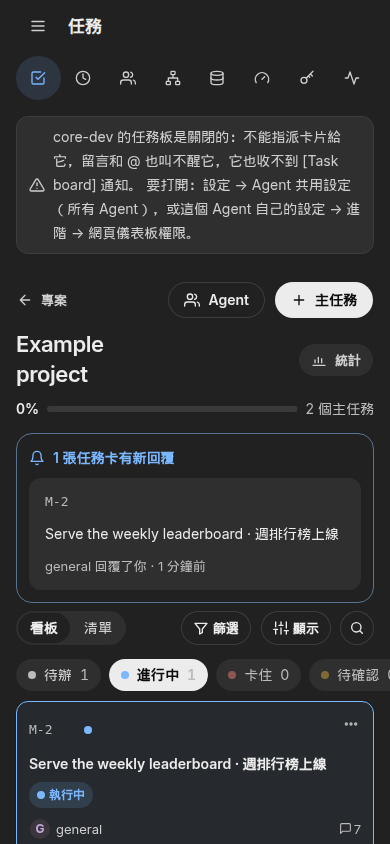 任務
core-dev 的任務板是關閉的：不能指派卡片給
它，留言和 @ 也叫不醒它，它也收不到 [Task
board] 通知。 要打開：設定 → Agent 共用設定
（所有 Agent），或這個 Agent 自己的設定 → 進
階 → 網頁儀表板權限。
專案
Agent
主任務
Example
project
統計
0%
2 個主任務
1 張任務卡有新回覆
M-2
Serve the weekly leaderboard · 週排行榜上線
general 回覆了你 · 1 分鐘前
看板
清單
篩選
顯示
待辦 1
進行中 1
卡住 0
待確認
M-2
Serve the weekly leaderboard · 週排行榜上線
執行中
G general
7